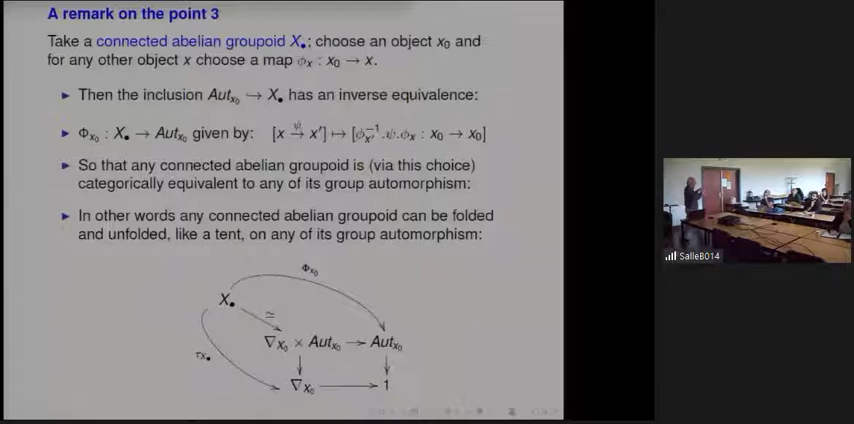 A remark on the point 3
Take a connected abelian groupoid X•; choose an object x₀ and
for any other object x choose a map ϕₓ : x₀ → x.
► Then the inclusion Autₓ₀ ↪ X• has an inverse equivalence:
► Φₓ₀ : X• → Autₓ₀ given by: [x →^ψ x′] ↦ [ϕ⁻¹ₓ′.ψ.ϕₓ : x₀ → x₀]
► So that any connected abelian groupoid is (via this choice)
categorically equivalent to any of its group automorphism:
► In other words any connected abelian groupoid can be folded
and unfolded, like a tent, on any of its group automorphism:
Φₓ₀
X•
≃
∇x₀ × Autₓ₀ → Autₓ₀
τX•
∇x₀ → 1
SalleB014